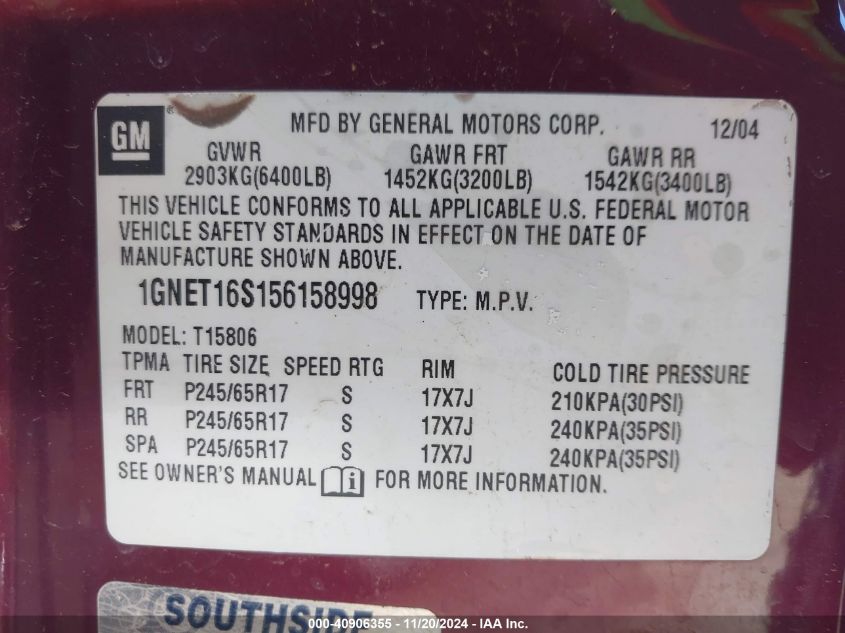 GM
MFD BY GENERAL MOTORS CORP. 12/04
GVWR GAWR FRT GAWR RR
2903KG(6400LB) 1452KG(3200LB) 1542KG(3400LB)
THIS VEHICLE CONFORMS TO ALL APPLICABLE U.S. FEDERAL MOTOR
VEHICLE SAFETY STANDARDS IN EFFECT ON THE DATE OF
MANUFACTURE SHOWN ABOVE.
1GNET16S156158998 TYPE: M.P.V.
MODEL: T15806
TPMA TIRE SIZE SPEED RTG RIM COLD TIRE PRESSURE
FRT P245/65R17 S 17X7J 210KPA(30PSI)
RR P245/65R17 S 17X7J 240KPA(35PSI)
SPA P245/65R17 S 17X7J 240KPA(35PSI)
SEE OWNER'S MANUAL i FOR MORE INFORMATION.
SOUTHSIDE
000-40906355 - 11/20/2024 - IAA Inc.